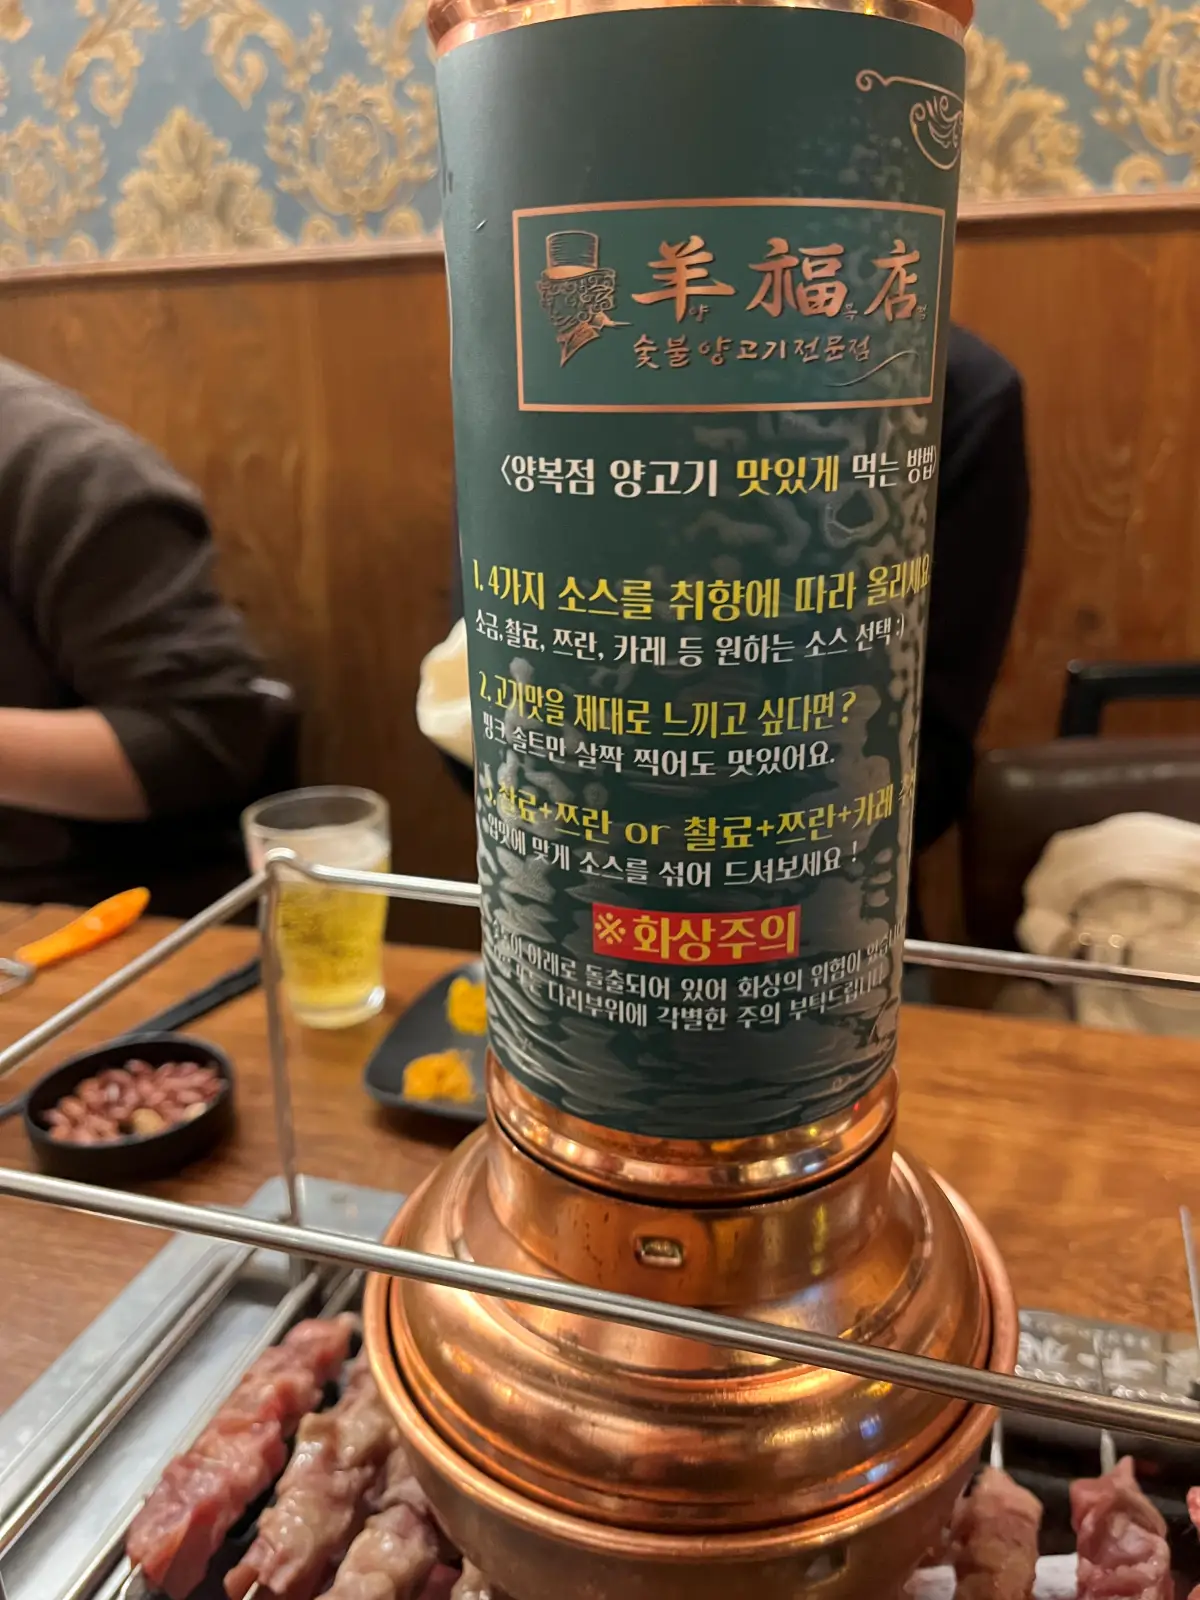 羊福店
양복점
숯불양고기전문점
<양복점 양고기 맛있게 먹는 방법>
1. 4가지 소스를 취향에 따라 올리세요
소금, 촬료, 쯔란, 카레 등 원하는 소스 선택 :)
2. 고기맛을 제대로 느끼고 싶다면?
핑크 솔트만 살짝 찍어도 맛있어요.
3. 촬료+쯔란 or 촬료+쯔란+카레
입맛에 맞게 소스를 섞어 드셔보세요!
※화상주의
아래로 돌출되어 있어 화상의 위험이 있습니다
다리부위에 각별한 주의 부탁드립니다